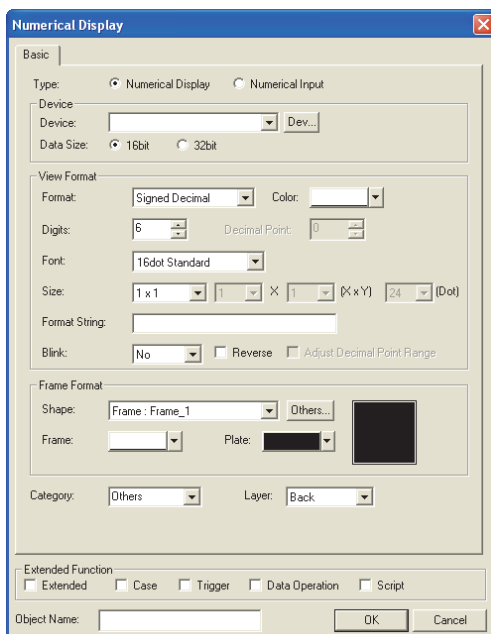 Numerical Display
Basic
Type: Numerical Display Numerical Input
Device
Device: Dev...
Data Size: 16bit 32bit
View Format
Format: Signed Decimal Color:
Digits: 6 Decimal Point: 0
Font: 16dot Standard
Size: 1 x 1 1 X 1 (X x Y) 24 (Dot)
Format String:
Blink: No Reverse Adjust Decimal Point Range
Frame Format
Shape: Frame : Frame_1 Others...
Frame: Plate:
Category: Others Layer: Back
Extended Function
Extended Case Trigger Data Operation Script
Object Name: OK Cancel